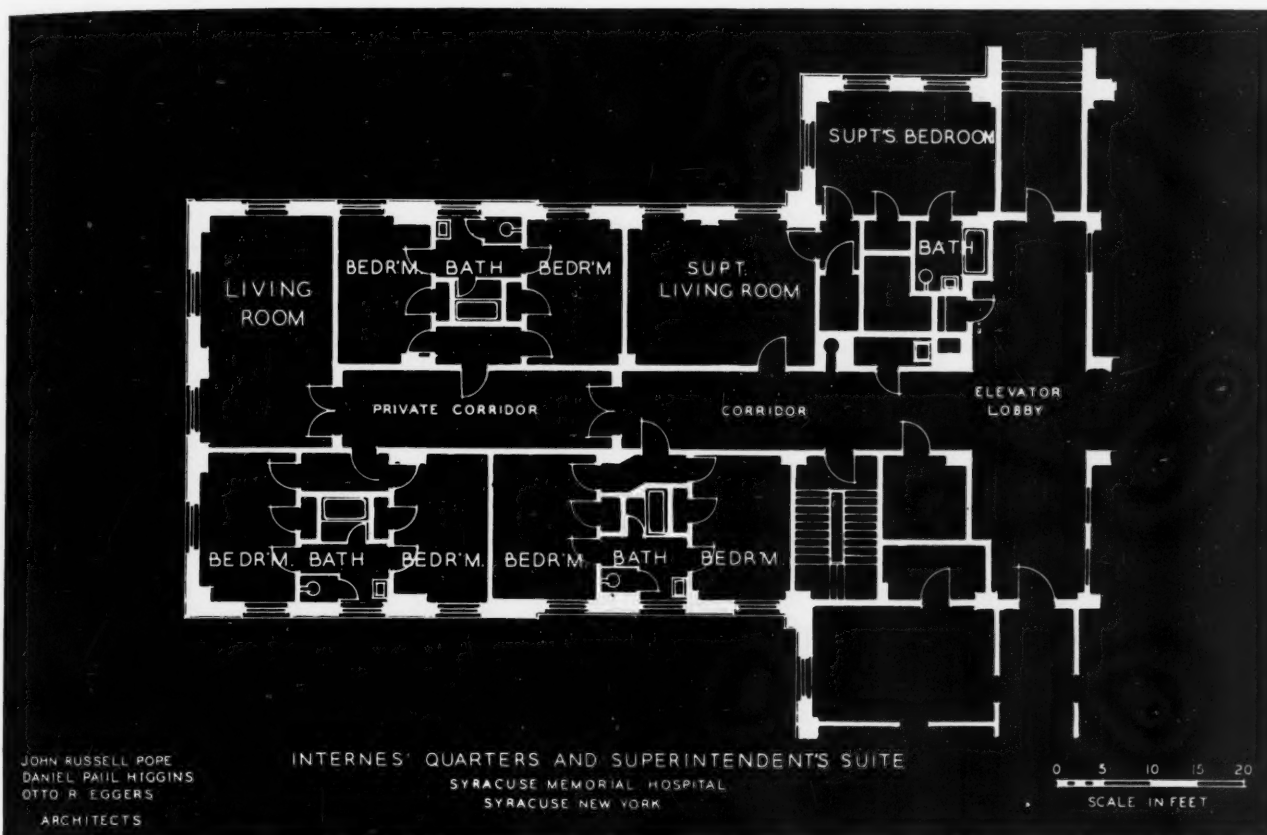 SUPT'S. BEDROOM
BATH
BEDR'M.
BATH
BEDR'M.
SUPT.
LIVING ROOM
LIVING
ROOM
PRIVATE CORRIDOR
CORRIDOR
ELEVATOR
LOBBY
BEDR'M.
BATH
BEDR'M.
BEDR'M.
BATH
BEDR'M.
JOHN RUSSELL POPE
DANIEL PAUL HIGGINS
OTTO R EGGERS
ARCHITECTS
INTERNES' QUARTERS AND SUPERINTENDENT'S SUITE
SYRACUSE MEMORIAL HOSPITAL
SYRACUSE NEW YORK
0 5 10 15 20
SCALE IN FEET